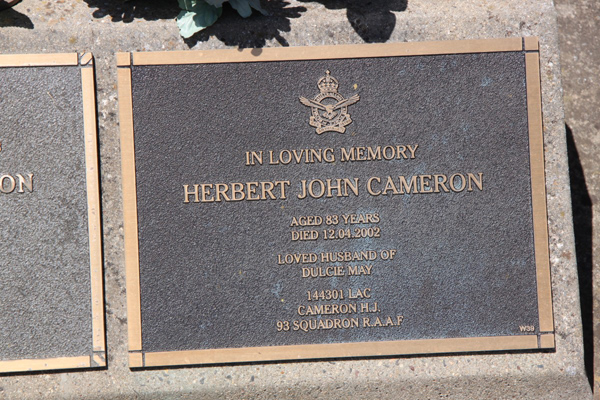 ON
IN LOVING MEMORY
HERBERT JOHN CAMERON
AGED 83 YEARS
DIED 12.04.2002
LOVED HUSBAND OF
DULCIE MAY
144301 LAC
CAMERON H.J.
93 SQUADRON R.A.A.F
W39